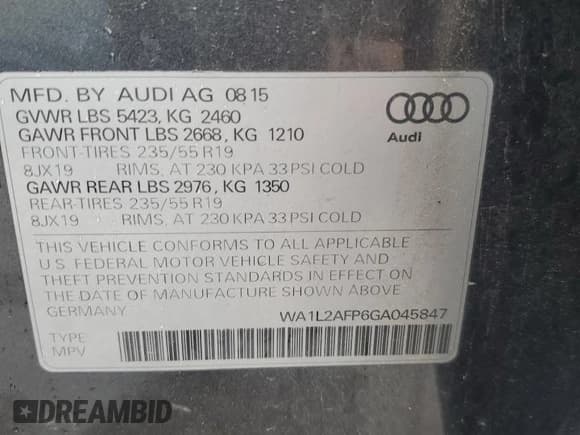 MFD. BY AUDI AG 08 15
GVWR LBS 5423, KG 2460
GAWR FRONT LBS 2668, KG 1210
FRONT-TIRES 235/55 R19
8JX19 RIMS, AT 230 KPA 33 PSI COLD
GAWR REAR LBS 2976, KG 1350
REAR-TIRES 235/55 R19
8JX19 RIMS, AT 230 KPA 33 PSI COLD
Audi
THIS VEHICLE CONFORMS TO ALL APPLICABLE
U.S. FEDERAL MOTOR VEHICLE SAFETY AND
THEFT PREVENTION STANDARDS IN EFFECT ON
THE DATE OF MANUFACTURE SHOWN ABOVE
GERMANY
WA1L2AFP6GA045847
TYPE
MPV
DREAMBID